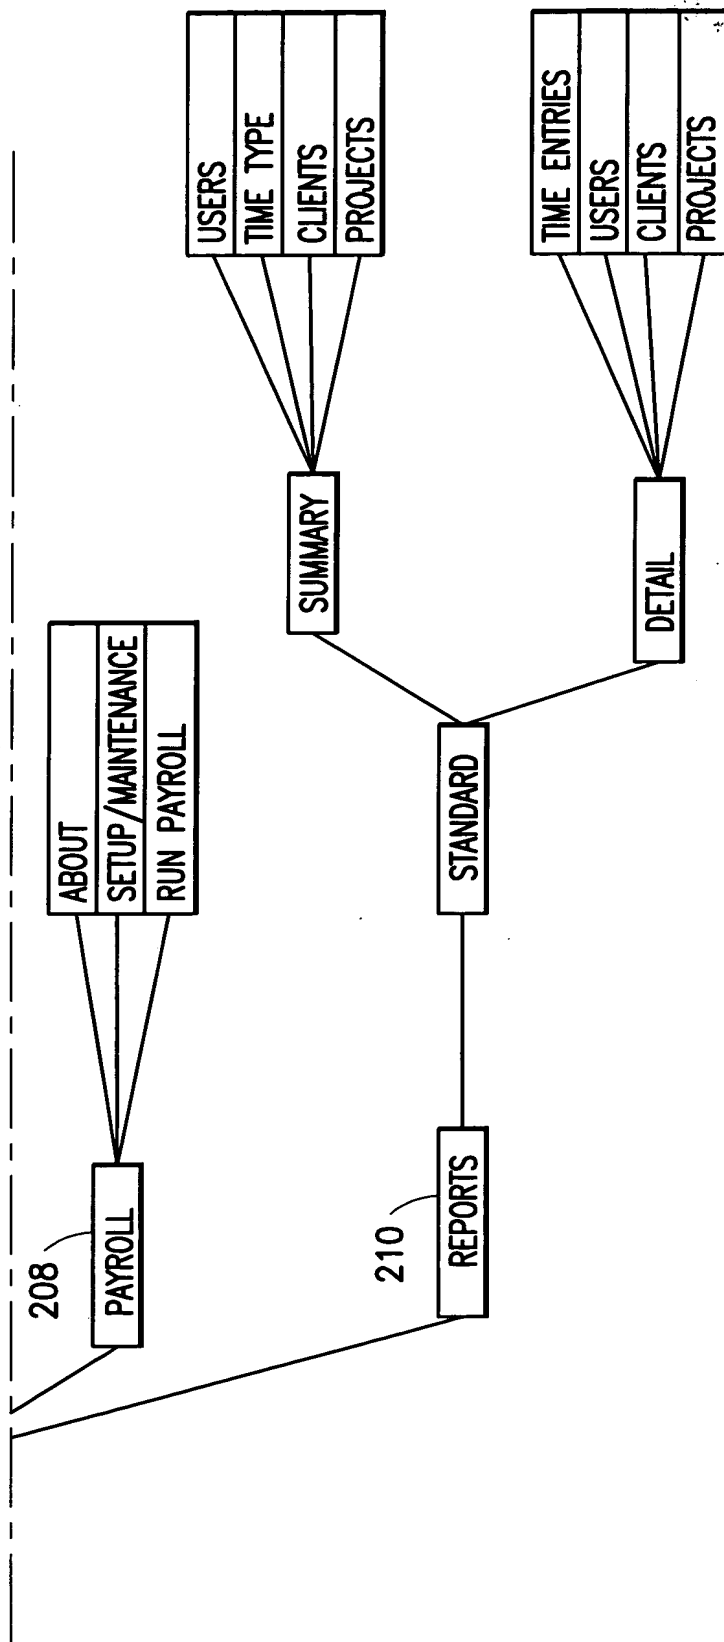 208
PAYROLL
ABOUT
SETUP/MAINTENANCE
RUN PAYROLL
210
REPORTS
STANDARD
SUMMARY
USERS
TIME TYPE
CLIENTS
PROJECTS
DETAIL
TIME ENTRIES
USERS
CLIENTS
PROJECTS